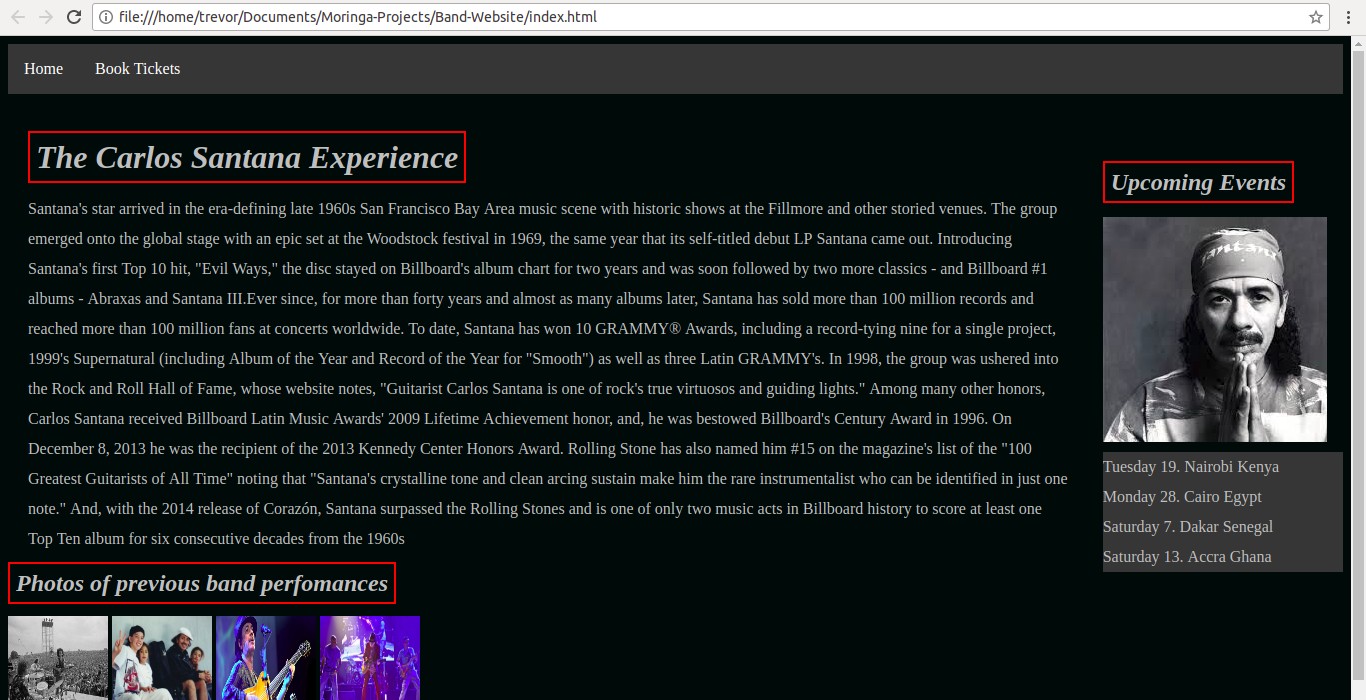 file:///home/trevor/Documents/Moringa-Projects/Band-Website/index.html
Home
Book Tickets
The Carlos Santana Experience
Santana's star arrived in the era-defining late 1960s San Francisco Bay Area music scene with historic shows at the Fillmore and other storied venues. The group
emerged onto the global stage with an epic set at the Woodstock festival in 1969, the same year that its self-titled debut LP Santana came out. Introducing
Santana's first Top 10 hit, "Evil Ways," the disc stayed on Billboard's album chart for two years and was soon followed by two more classics - and Billboard #1
albums - Abraxas and Santana III.Ever since, for more than forty years and almost as many albums later, Santana has sold more than 100 million records and
reached more than 100 million fans at concerts worldwide. To date, Santana has won 10 GRAMMY® Awards, including a record-tying nine for a single project,
1999's Supernatural (including Album of the Year and Record of the Year for "Smooth") as well as three Latin GRAMMY's. In 1998, the group was ushered into
the Rock and Roll Hall of Fame, whose website notes, "Guitarist Carlos Santana is one of rock's true virtuosos and guiding lights." Among many other honors,
Carlos Santana received Billboard Latin Music Awards' 2009 Lifetime Achievement honor, and, he was bestowed Billboard's Century Award in 1996. On
December 8, 2013 he was the recipient of the 2013 Kennedy Center Honors Award. Rolling Stone has also named him #15 on the magazine's list of the "100
Greatest Guitarists of All Time" noting that "Santana's crystalline tone and clean arcing sustain make him the rare instrumentalist who can be identified in just one
note." And, with the 2014 release of Corazón, Santana surpassed the Rolling Stones and is one of only two music acts in Billboard history to score at least one
Top Ten album for six consecutive decades from the 1960s
Upcoming Events
Santana
Tuesday 19. Nairobi Kenya
Monday 28. Cairo Egypt
Saturday 7. Dakar Senegal
Saturday 13. Accra Ghana
Photos of previous band perfomances